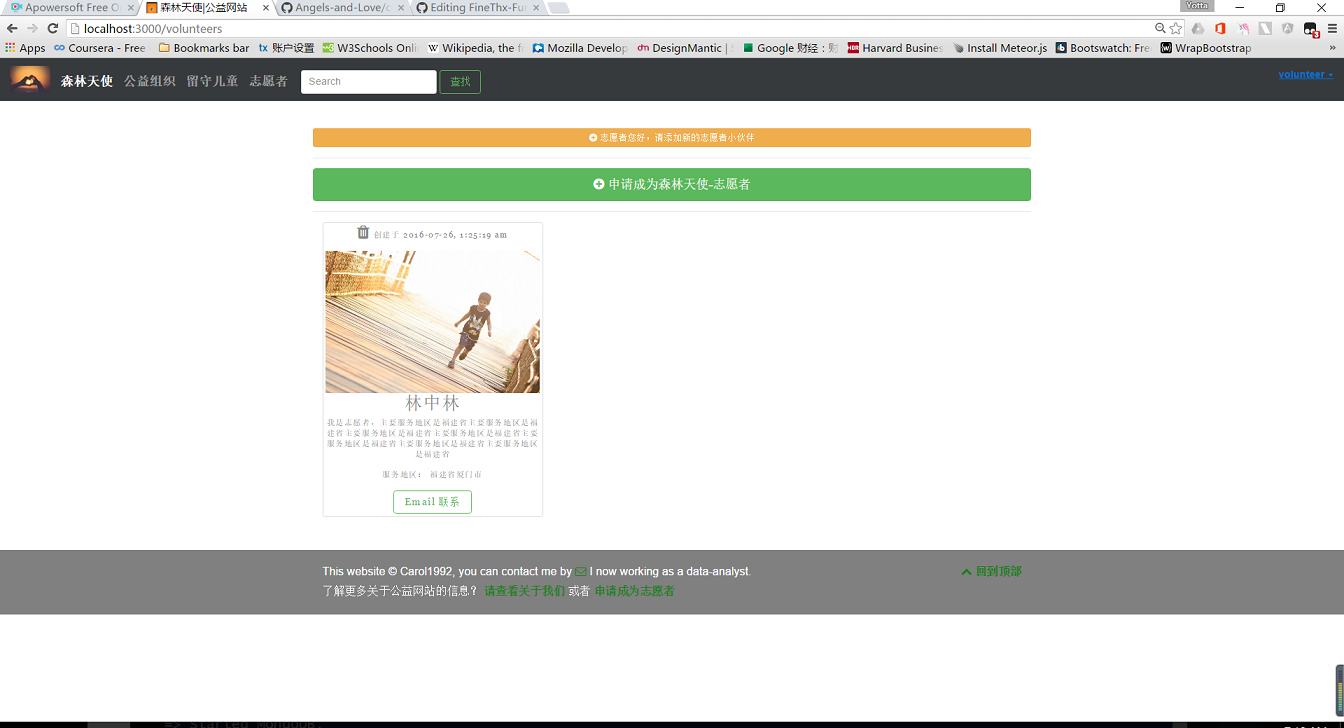 Apowersoft Free O
森林天使|公益网站
Angels-and-Love/c
Editing FineThx-Fu
Yotta
localhost:3000/volunteers
Apps
Coursera - Free
Bookmarks bar
账户设置
W3Schools Onli
Wikipedia, the f
Mozilla Develop
DesignMantic |
Google 财经：财
Harvard Busines
Install Meteor.js
Bootswatch: Fre
WrapBootstrap
»
森林天使 公益组织 留守儿童 志愿者 Search 查找
volunteer
志愿者您好，请添加新的志愿者小伙伴
申请成为森林天使-志愿者
创建于 2016-07-26, 1:25:19 am
林中林
我是志愿者，主要服务地区是福建省主要服务地区是福
建省主要服务地区是福建省主要服务地区是福建省主要
服务地区是福建省主要服务地区是福建省主要服务地区
是福建省
服务地区： 福建省厦门市
Email 联系
This website © Carol1992, you can contact me by I now working as a data-analyst.
回到顶部
了解更多关于公益网站的信息？ 请查看关于我们 或者 申请成为志愿者
=> Started MongoDB.